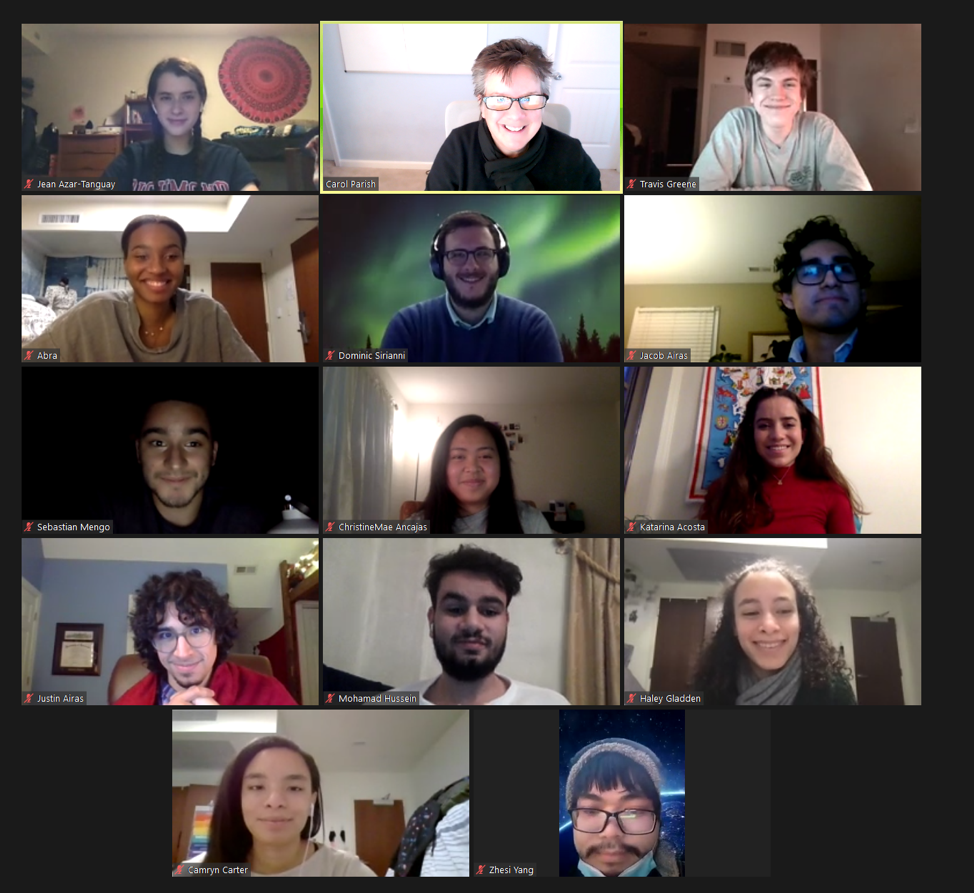 Jean Azar-Tanguay
Carol Parish
Travis Greene
Abra
Dominic Sirianni
Jacob Airas
Sebastian Mengo
ChristineMae Ancajas
Katarina Acosta
Justin Airas
Mohamad Hussein
Haley Gladden
Camryn Carter
Zhesi Yang